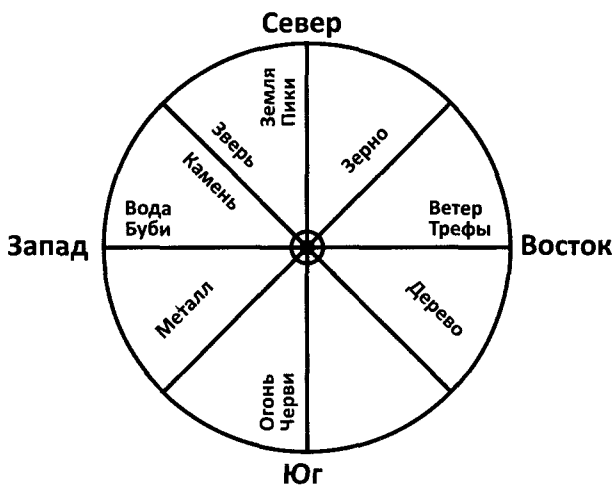 Север
Земля
Пики
Зверь
Камень
Зерно
Вода
Буби
Ветер
Трефы
Запад
Восток
Металл
Дерево
Огонь
Черви
Юг